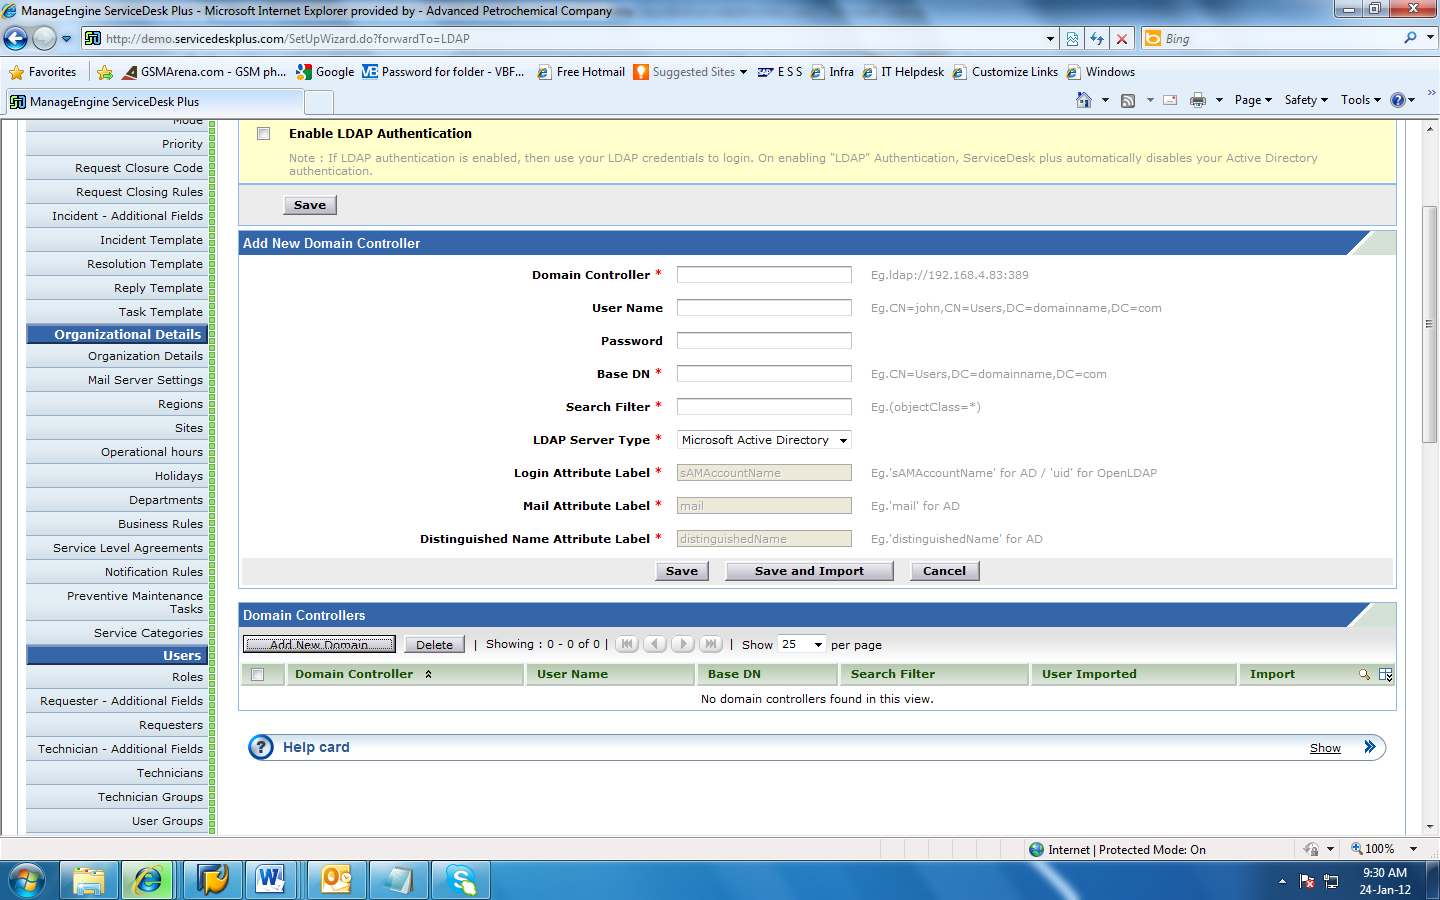 ManageEngine ServiceDesk Plus - Microsoft Internet Explorer provided by - Advanced Petrochemical Company
http://demo.servicedeskplus.com/SetUpWizard.do?forwardTo=LDAP
Bing
Favorites
GSMArena.com - GSM ph...
Google
Password for folder - VBF...
Free Hotmail
Suggested Sites
E S S
Infra
IT Helpdesk
Customize Links
Windows
ManageEngine ServiceDesk Plus
Page
Safety
Tools
Mode
Priority
Request Closure Code
Request Closing Rules
Incident - Additional Fields
Incident Template
Resolution Template
Reply Template
Task Template
Organizational Details
Organization Details
Mail Server Settings
Regions
Sites
Operational hours
Holidays
Departments
Business Rules
Service Level Agreements
Notification Rules
Preventive Maintenance
Tasks
Service Categories
Users
Roles
Requester - Additional Fields
Requesters
Technician - Additional Fields
Technicians
Technician Groups
User Groups
Enable LDAP Authentication
Note : If LDAP authentication is enabled, then use your LDAP credentials to login. On enabling "LDAP" Authentication, ServiceDesk plus automatically disables your Active Directory
authentication.
Save
Add New Domain Controller
Domain Controller * Eg.ldap://192.168.4.83:389
User Name Eg.CN=john,CN=Users,DC=domainname,DC=com
Password
Base DN * Eg.CN=Users,DC=domainname,DC=com
Search Filter * Eg.(objectClass=*)
LDAP Server Type * Microsoft Active Directory
Login Attribute Label * sAMAccountName Eg.'sAMAccountName' for AD / 'uid' for OpenLDAP
Mail Attribute Label * mail Eg.'mail' for AD
Distinguished Name Attribute Label * distinguishedName Eg.'distinguishedName' for AD
Save Save and Import Cancel
Domain Controllers
Add New Domain Delete | Showing : 0 - 0 of 0 | | Show 25 per page
Domain Controller User Name Base DN Search Filter User Imported Import
No domain controllers found in this view.
? Help card Show
Internet | Protected Mode: On
100%
9:30 AM
24-Jan-12